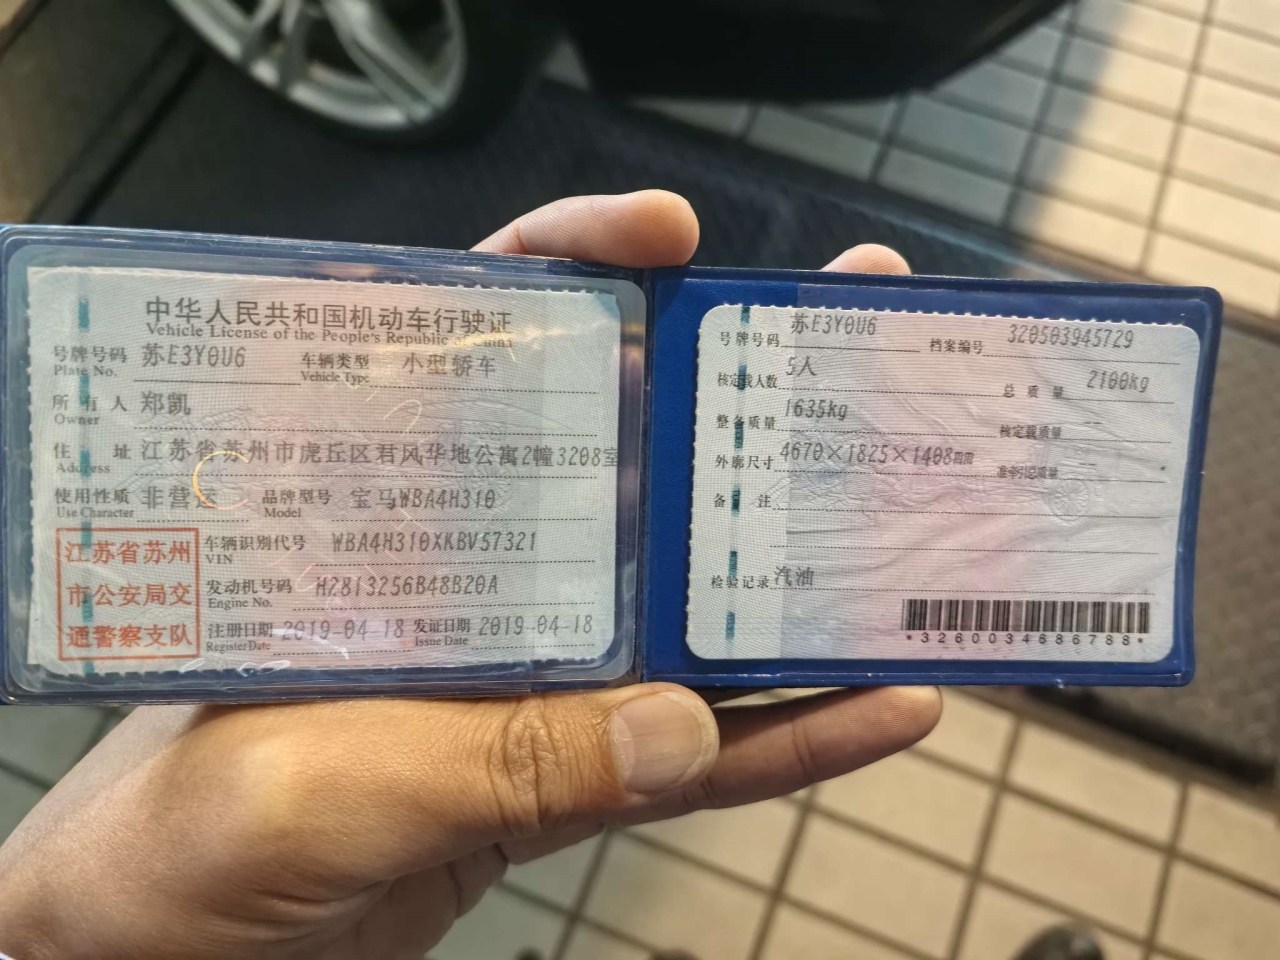 中华人民共和国机动车行驶证
Vehicle License of the People's Republic of China
号牌号码 苏E3Y0U6 车辆类型 小型轿车
Plate No. Vehicle Type
所有人 郑凯
Owner
住址 江苏省苏州市虎丘区君风华地公寓2幢3208室
Address
使用性质 非营运 品牌型号 宝马WBA4H310
Use Character Model
江苏省苏州
市公安局交
通警察支队
车辆识别代号 WBA4H310XKBV57321
VIN
发动机号码 H2813256B48B20A
Engine No.
注册日期 2019-04-18 发证日期 2019-04-18
Register Date Issue Date
号牌号码 苏E3Y0U6 档案编号 320503945729
核定载人数 5人 总质量 2100kg
整备质量 1635kg 核定载质量 --
外廓尺寸 4670×1825×1408mm 准牵引总质量 --
备注
检验记录 汽油
*3260034686788*